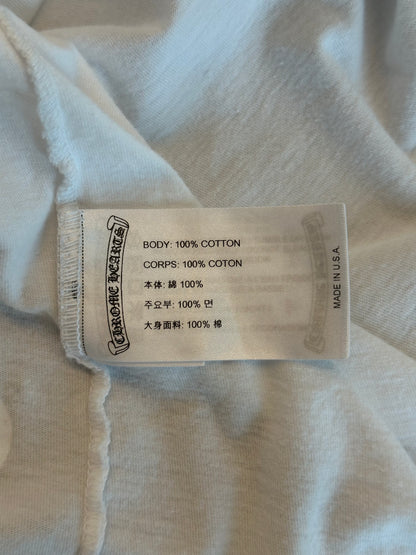 CHROME HEARTS
BODY: 100% COTTON
CORPS: 100% COTON
本体: 綿 100%
주요부: 100% 면
大身面料: 100% 棉
MADE IN U.S.A.